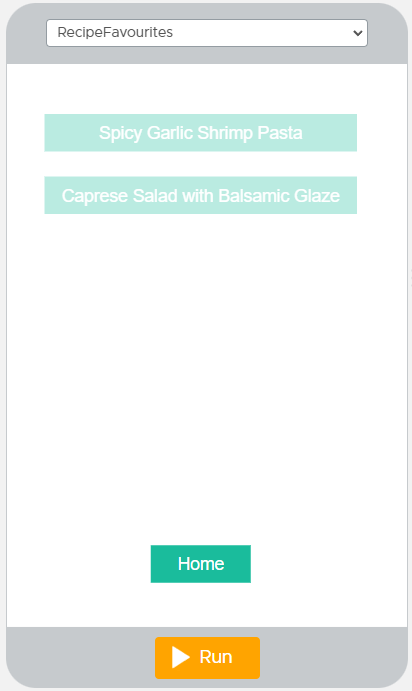 RecipeFavourites
Spicy Garlic Shrimp Pasta
Caprese Salad with Balsamic Glaze
Home
Run